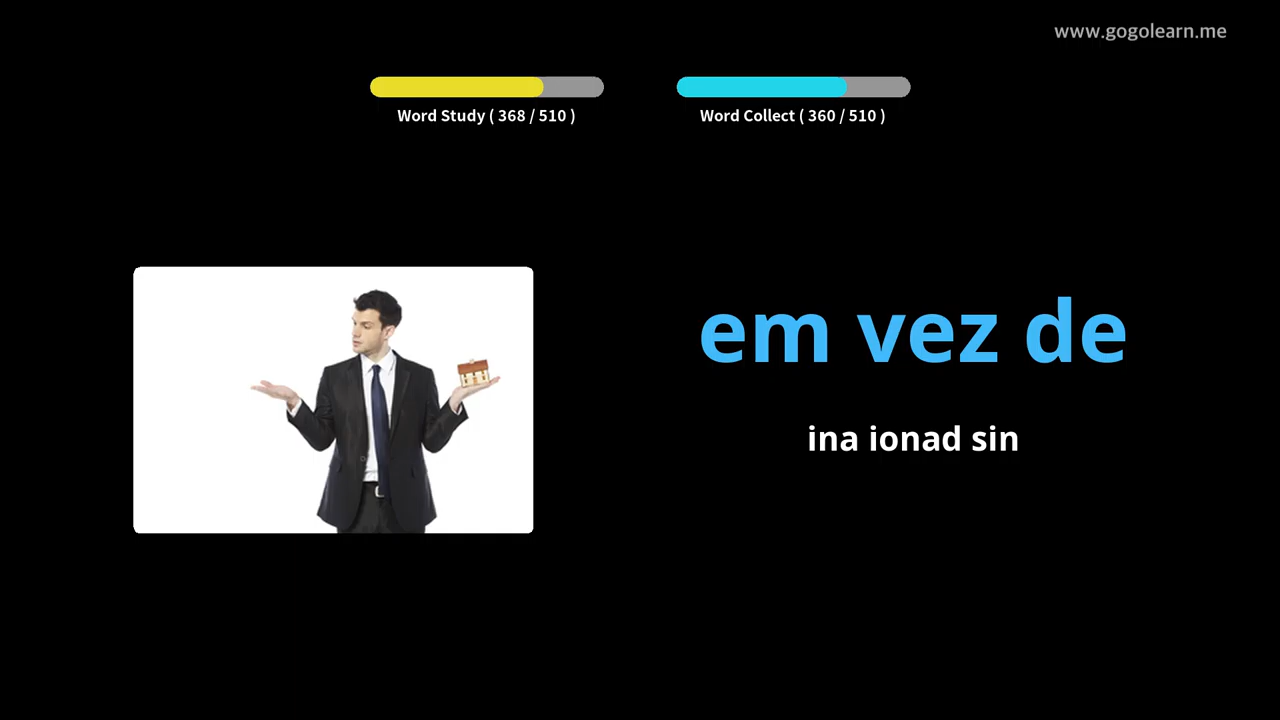 www.gogolearn.me
Word Study ( 368 / 510 )
Word Collect ( 360 / 510 )
em vez de
ina ionad sin